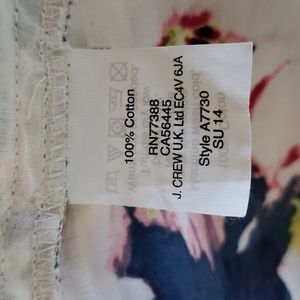 100% Cotton
RN77388
CA56445
J. CREW U.K. Ltd EC4V 6JA
Style A7730
SU 14